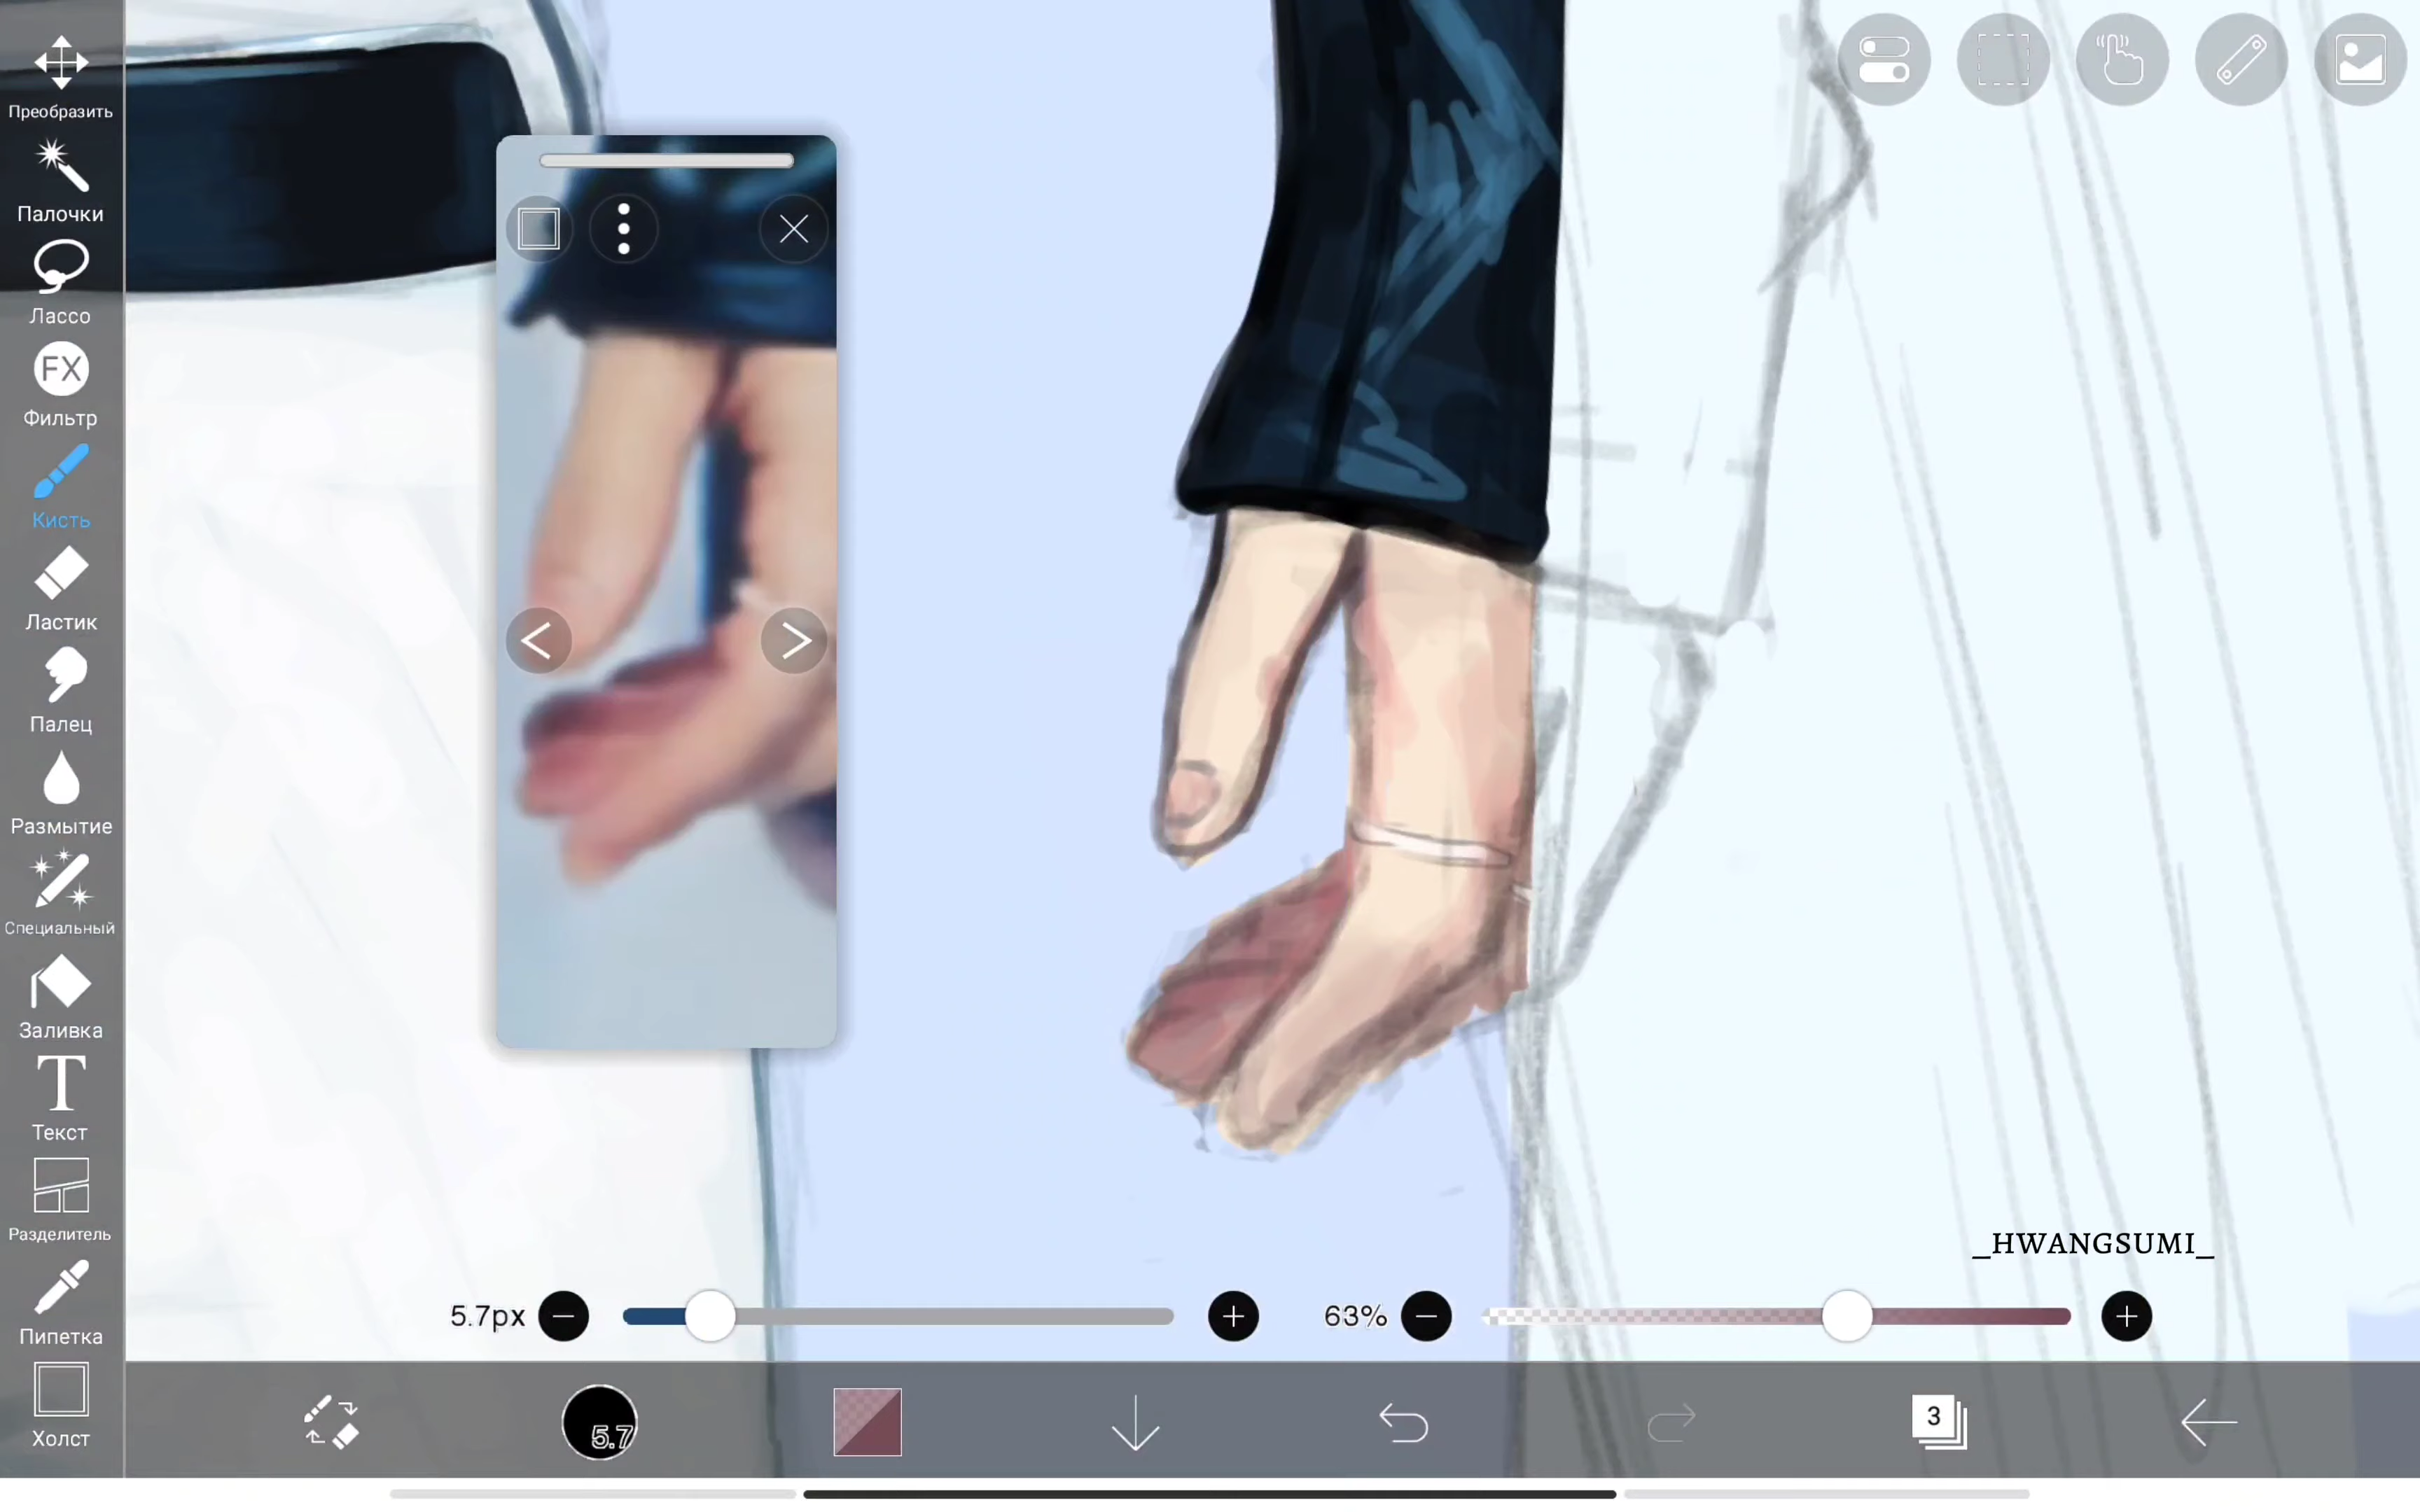 Преобразить
Палочки
Лассо
FX
Фильтр
Кисть
Ластик
Палец
Размытие
Специальный
Заливка
T
Текст
Разделитель
Пипетка
Холст
_HWANGSUMI_
5.7px
63%
5.7
3